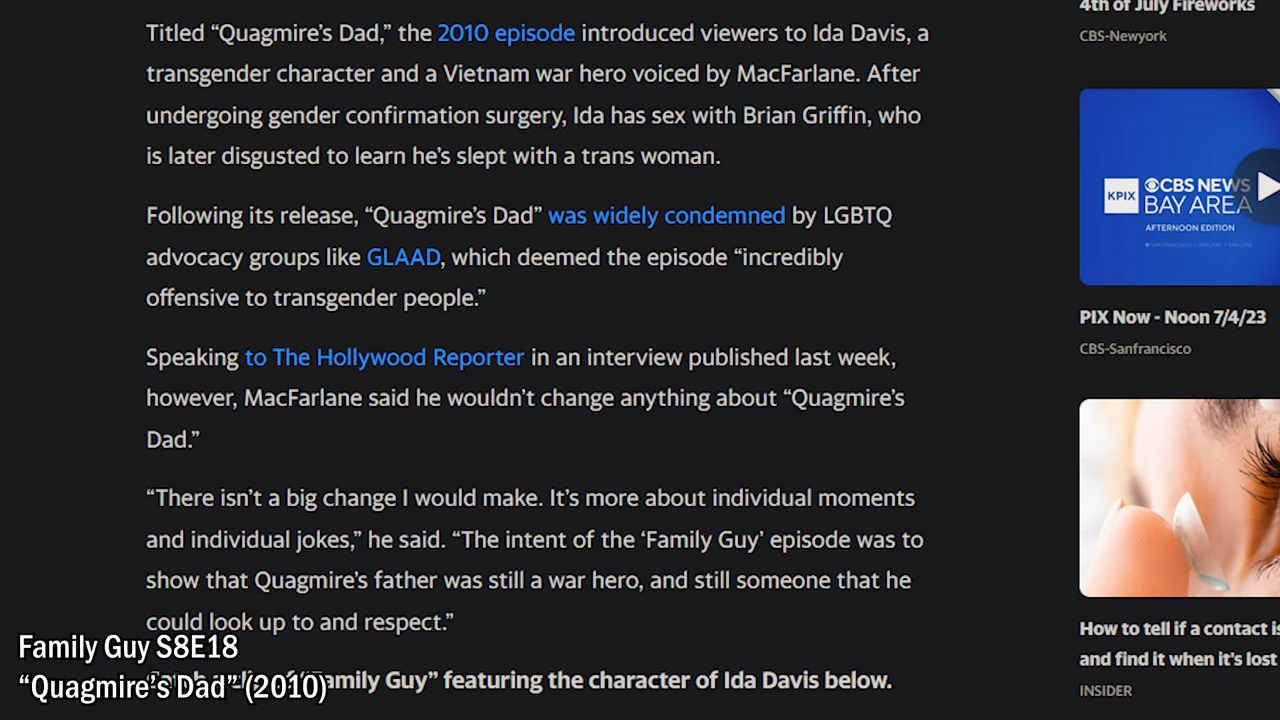 Titled “Quagmire’s Dad,” the 2010 episode introduced viewers to Ida Davis, a
transgender character and a Vietnam war hero voiced by MacFarlane. After
undergoing gender confirmation surgery, Ida has sex with Brian Griffin, who
is later disgusted to learn he’s slept with a trans woman.
Following its release, “Quagmire’s Dad” was widely condemned by LGBTQ
advocacy groups like GLAAD, which deemed the episode “incredibly
offensive to transgender people.”
Speaking to The Hollywood Reporter in an interview published last week,
however, MacFarlane said he wouldn’t change anything about “Quagmire’s
Dad.”
“There isn’t a big change I would make. It’s more about individual moments
and individual jokes,” he said. “The intent of the ‘Family Guy’ episode was to
show that Quagmire’s father was still a war hero, and still someone that he
could look up to and respect.”
“Family Guy” featuring the character of Ida Davis below.
Family Guy S8E18
“Quagmire’s Dad” (2010)
4th of July Fireworks
CBS-Newyork
KPIX
CBS NEWS
BAY AREA
AFTERNOON EDITION
PIX Now - Noon 7/4/23
CBS-Sanfrancisco
How to tell if a contact is
and find it when it's lost
INSIDER